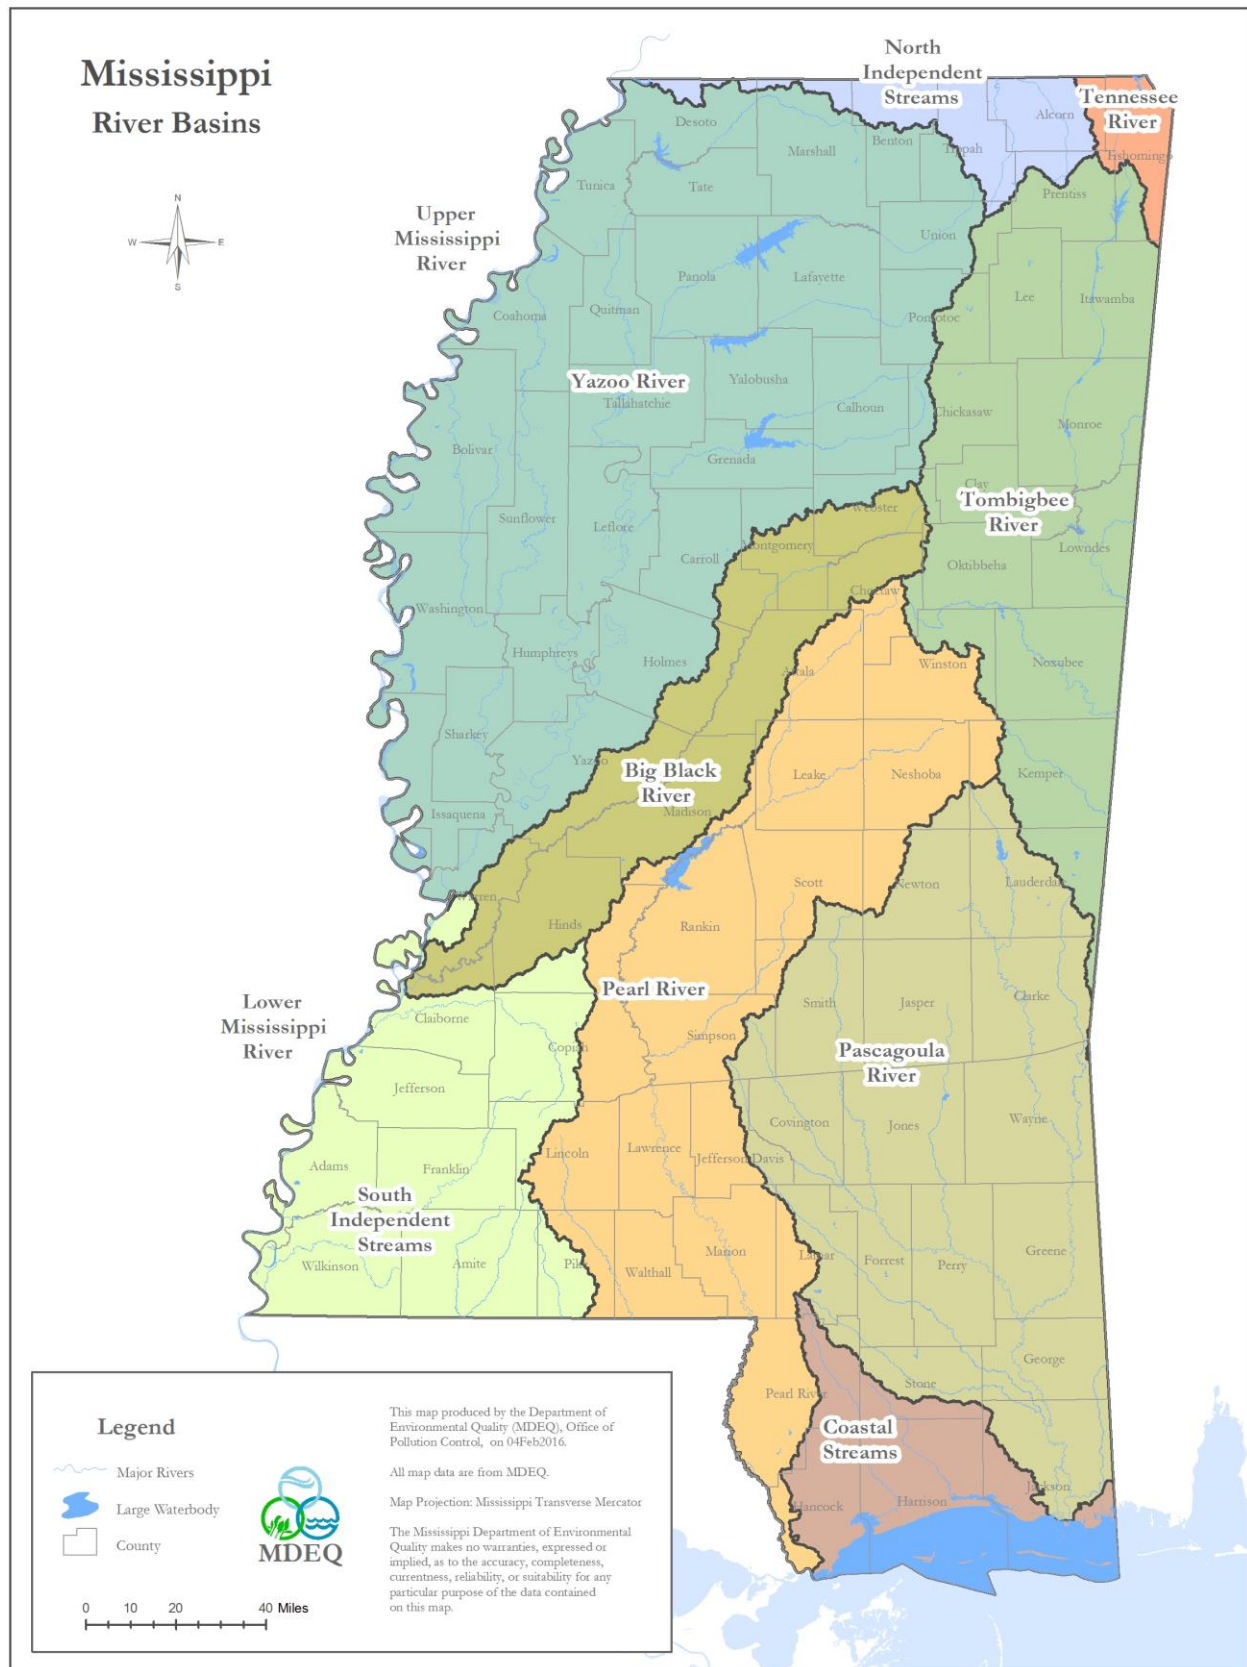 Mississippi
River Basins
N
W
E
S
North
Independent
Streams
Tennessee
River
Alcorn
Desoto
Benton
Tippah
Marshall
Tishomingo
Tunica
Tate
Prentiss
Upper
Mississippi
River
Union
Panola
Lafayette
Lee
Itawamba
Coahoma
Quitman
Pontotoc
Yazoo River
Yalobusha
Tallahatchie
Calhoun
Chickasaw
Monroe
Bolivar
Grenada
Clay
Tombigbee
River
Webster
Sunflower
Leflore
Montgomery
Lowndes
Carroll
Oktibbeha
Choctaw
Washington
Humphreys
Holmes
Attala
Winston
Noxubee
Sharkey
Yazoo
Big Black
River
Leake
Neshoba
Kemper
Issaquena
Madison
Warren
Scott
Newton
Lauderdale
Hinds
Rankin
Pearl River
Smith
Jasper
Clarke
Lower
Mississippi
River
Claiborne
Copiah
Simpson
Pascagoula
River
Jefferson
Covington
Jones
Wayne
Lincoln
Lawrence
Jefferson Davis
Adams
Franklin
South
Independent
Streams
Wilkinson
Amite
Pike
Walthall
Marion
Lamar
Forrest
Perry
Greene
George
Stone
Pearl River
Coastal
Streams
Hancock
Harrison
Jackson
Legend
Major Rivers
Large Waterbody
County
MDEQ
0 10 20 40 Miles
This map produced by the Department of
Environmental Quality (MDEQ), Office of
Pollution Control, on 04Feb2016.
All map data are from MDEQ.
Map Projection: Mississippi Transverse Mercator
The Mississippi Department of Environmental
Quality makes no warranties, expressed or
implied, as to the accuracy, completeness,
currentness, reliability, or suitability for any
particular purpose of the data contained
on this map.